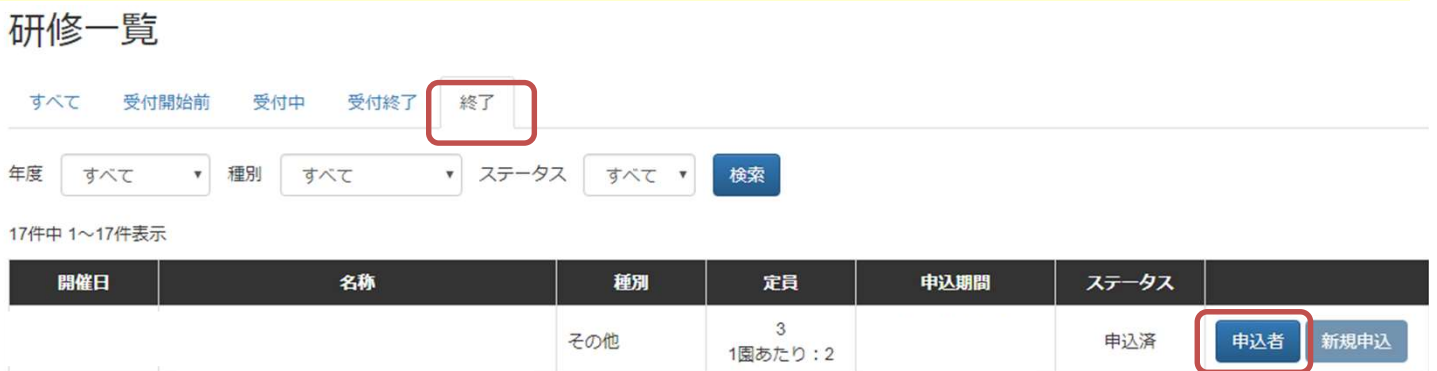 研修一覧
すべて 受付開始前 受付中 受付終了 終了
年度 すべて 種別 すべて ステータス すべて 検索
17件中 1～17件表示
開催日 名称 種別 定員 申込期間 ステータス
その他 3 申込済 申込者 新規申込
1園あたり：2